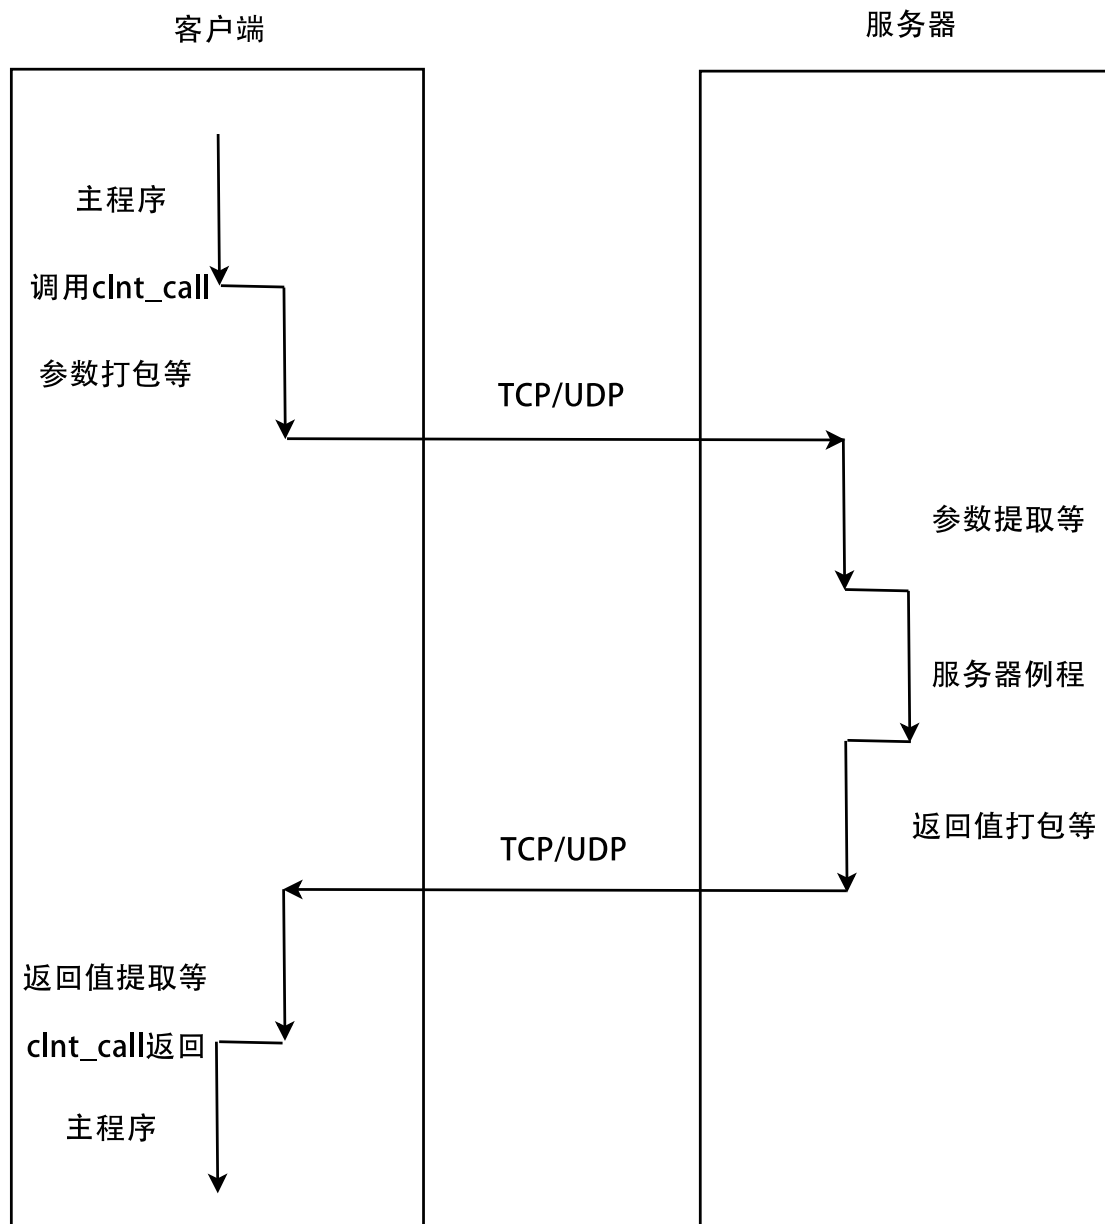 客户端
服务器
主程序
调用clnt_call
参数打包等
TCP/UDP
参数提取等
服务器例程
返回值打包等
TCP/UDP
返回值提取等
clnt_call返回
主程序